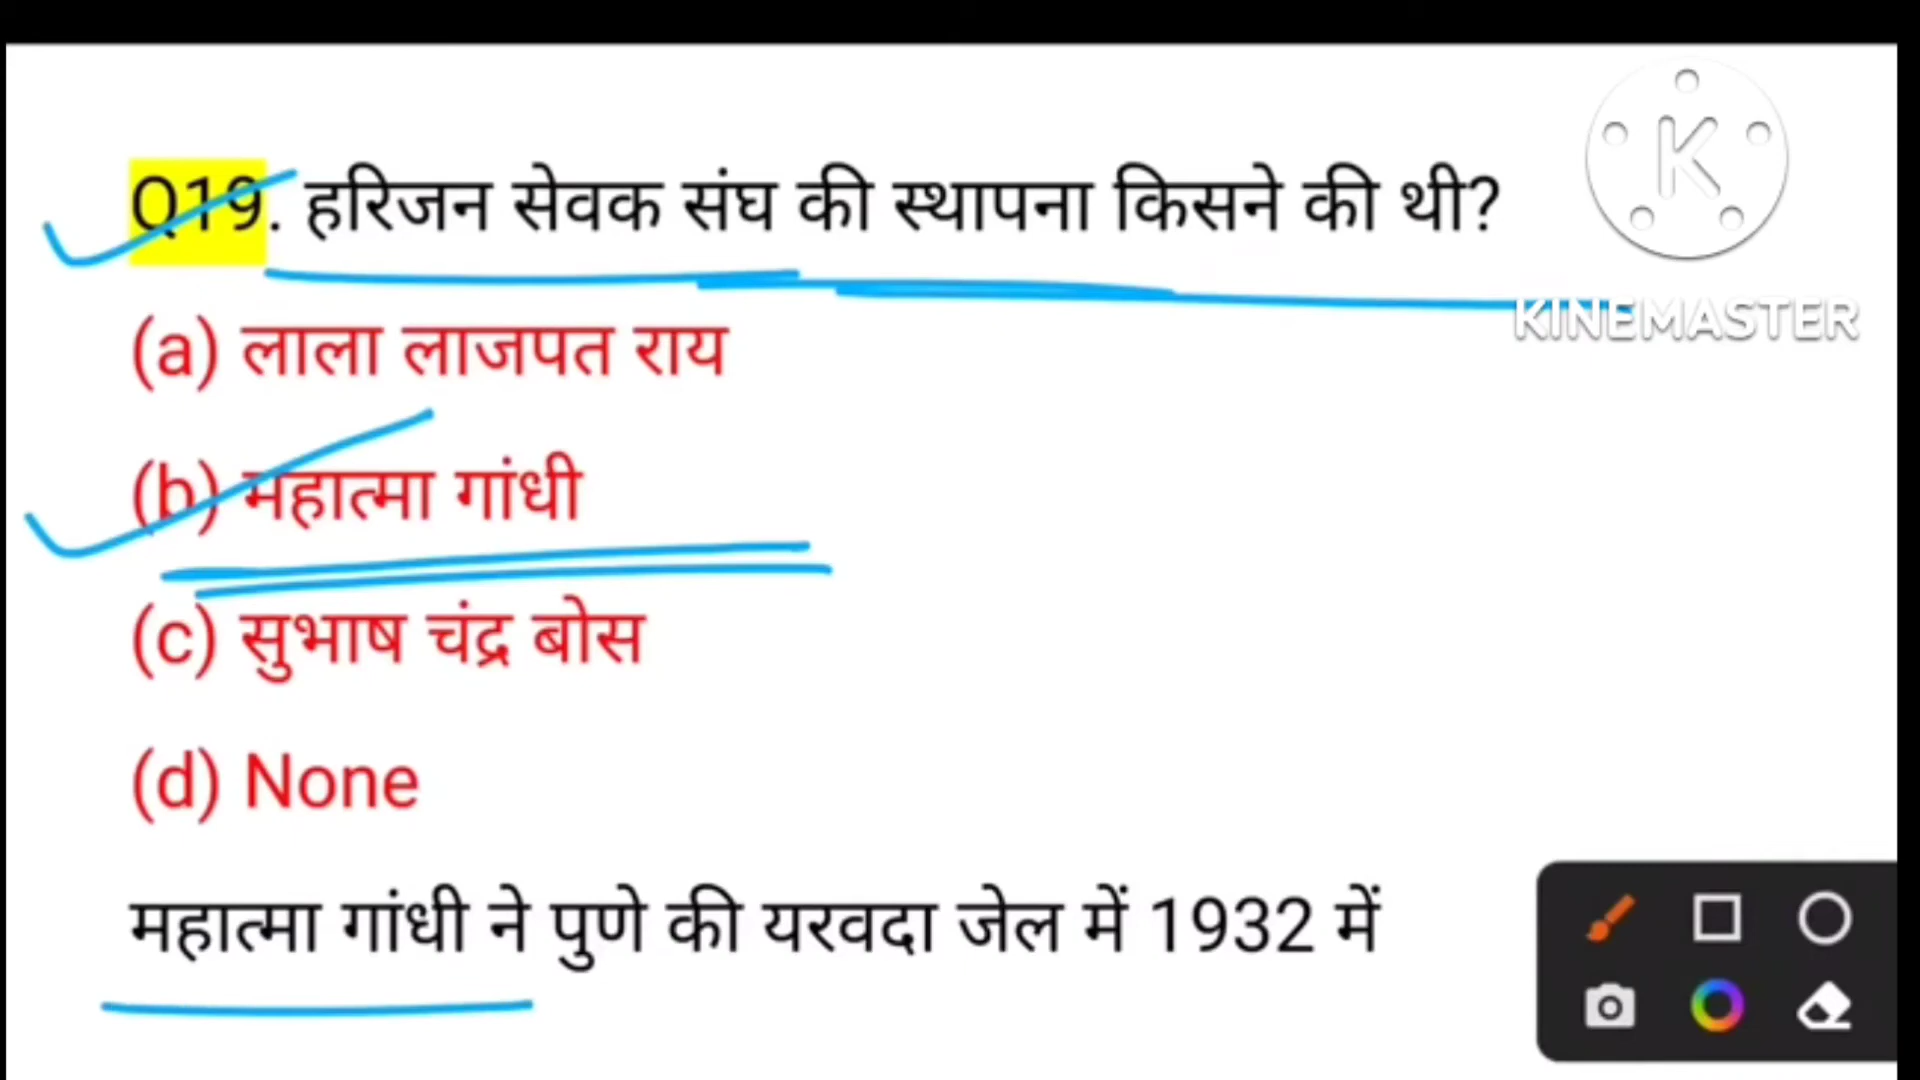 Q19. हरिजन सेवक संघ की स्थापना किसने की थी?
K
KINEMASTER
(a) लाला लाजपत राय
(b) महात्मा गांधी
(c) सुभाष चंद्र बोस
(d) None
महात्मा गांधी ने पुणे की यरवदा जेल में 1932 में